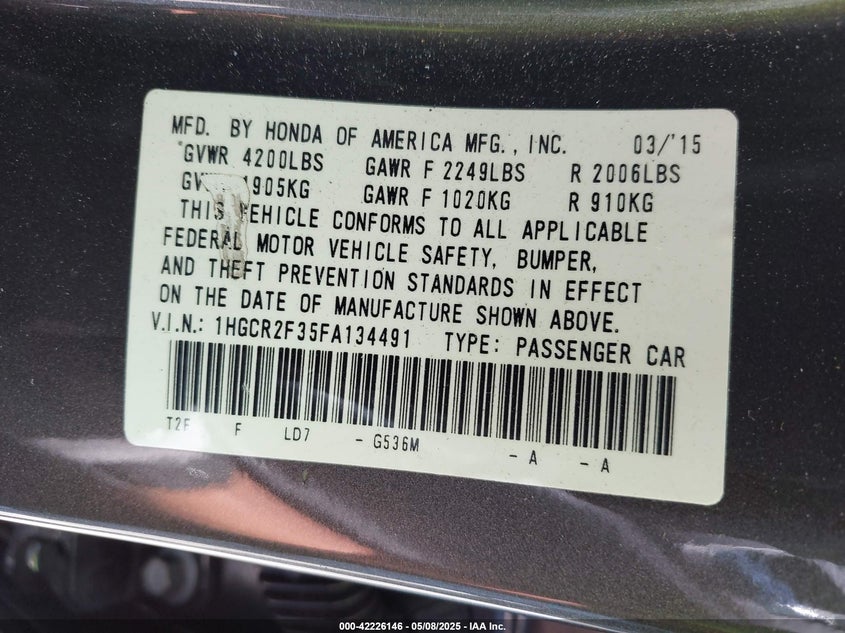 MFD. BY HONDA OF AMERICA MFG., INC. 03/'15
GVWR 4200LBS GAWR F 2249LBS R 2006LBS
905KG GAWR F 1020KG R 910KG
THIS VEHICLE CONFORMS TO ALL APPLICABLE
FEDERAL MOTOR VEHICLE SAFETY, BUMPER,
AND THEFT PREVENTION STANDARDS IN EFFECT
ON THE DATE OF MANUFACTURE SHOWN ABOVE.
V.I.N.: 1HGCR2F35FA134491 TYPE: PASSENGER CAR
F LD7 - G536M - A - A
000-42226146 - 05/08/2025 - IAA Inc.